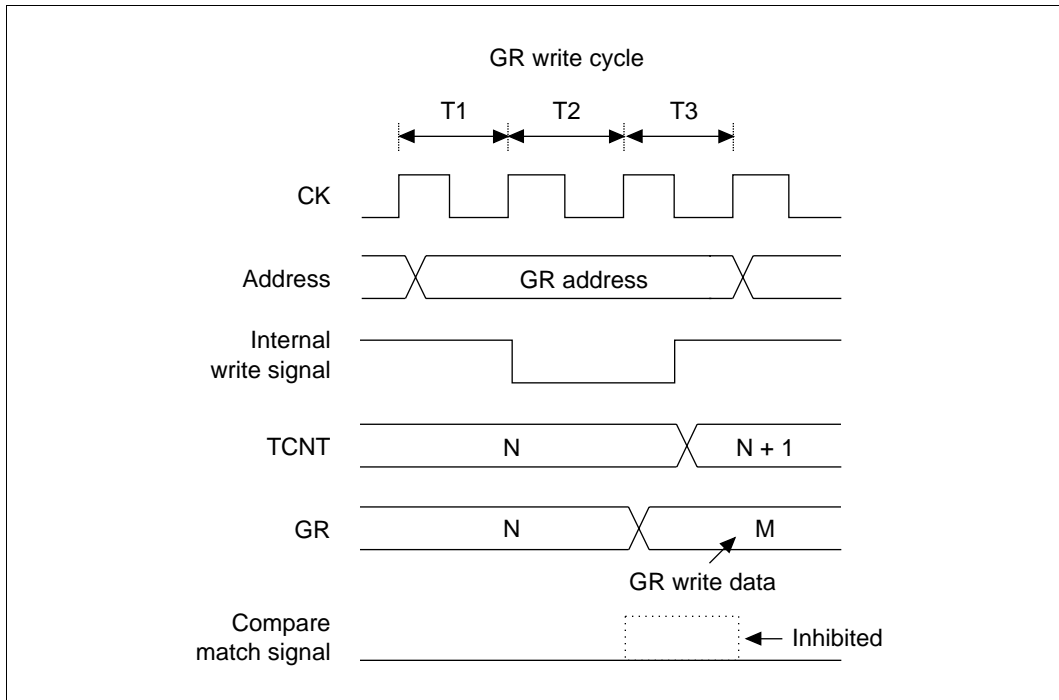 GR write cycle
T1 T2 T3
CK
Address GR address
Internal
write signal
TCNT N N + 1
GR N M
GR write data
Compare
match signal
Inhibited